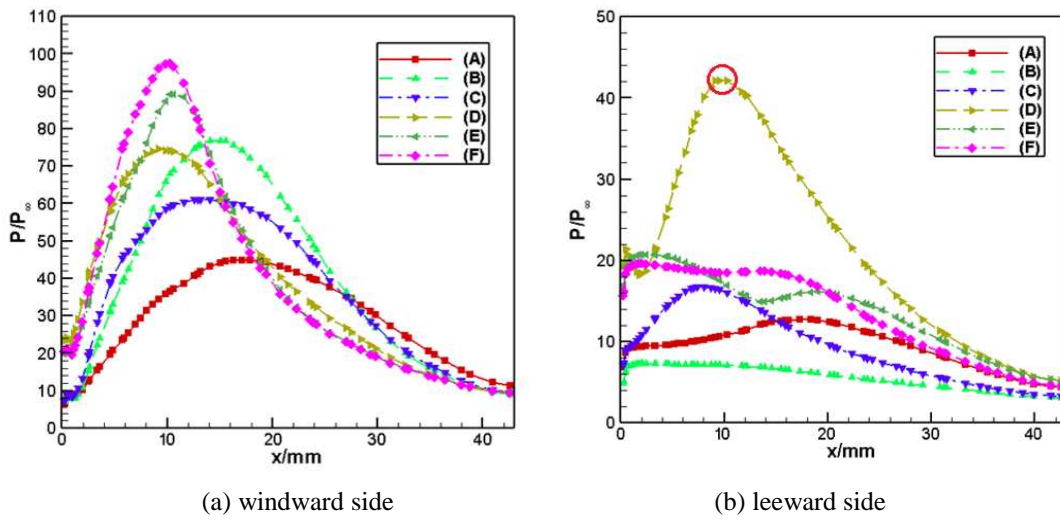 110
100
90
80
70
60
50
40
30
20
10
0
P/P∞
0 10 20 30 40
x/mm
(A)
(B)
(C)
(D)
(E)
(F)
(a) windward side
50
40
30
20
10
0
P/P∞
0 10 20 30 40
x/mm
(A)
(B)
(C)
(D)
(E)
(F)
(b) leeward side